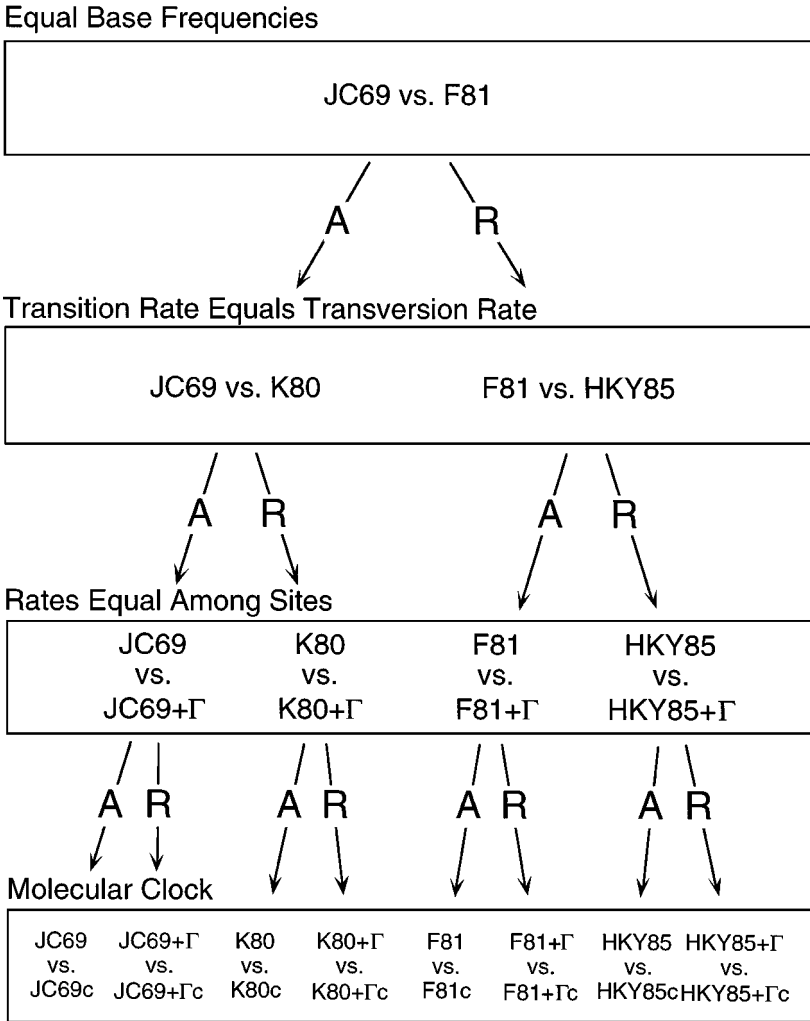 Equal Base Frequencies
JC69 vs. F81
A R
Transition Rate Equals Transversion Rate
JC69 vs. K80 F81 vs. HKY85
A R A R
Rates Equal Among Sites
JC69 K80 F81 HKY85
vs. vs. vs. vs.
JC69+Γ K80+Γ F81+Γ HKY85+Γ
A R A R A R A R
Molecular Clock
JC69 JC69+Γ K80 K80+Γ F81 F81+Γ HKY85 HKY85+Γ
vs. vs. vs. vs. vs. vs. vs. vs.
JC69c JC69+Γc K80c K80+Γc F81c F81+Γc HKY85c HKY85+Γc